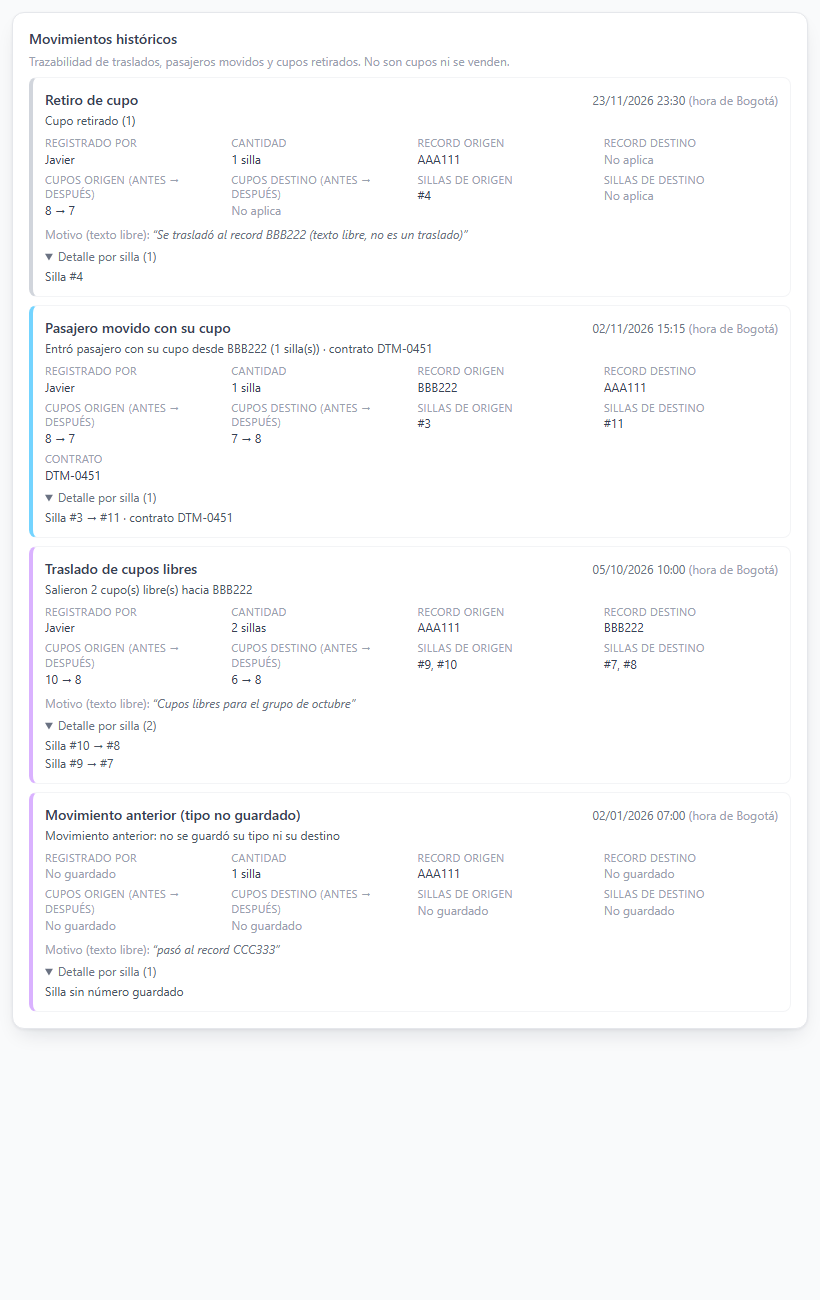 Movimientos históricos
Trazabilidad de traslados, pasajeros movidos y cupos retirados. No son cupos ni se venden.
Retiro de cupo 23/11/2026 23:30 (hora de Bogotá)
Cupo retirado (1)
REGISTRADO POR CANTIDAD RECORD ORIGEN RECORD DESTINO
Javier 1 silla AAA111 No aplica
CUPOS ORIGEN (ANTES → CUPOS DESTINO (ANTES → SILLAS DE ORIGEN SILLAS DE DESTINO
DESPUÉS) DESPUÉS) #4 No aplica
8 → 7 No aplica
Motivo (texto libre): “Se trasladó al record BBB222 (texto libre, no es un traslado)”
▼ Detalle por silla (1)
Silla #4
Pasajero movido con su cupo 02/11/2026 15:15 (hora de Bogotá)
Entró pasajero con su cupo desde BBB222 (1 silla(s)) · contrato DTM-0451
REGISTRADO POR CANTIDAD RECORD ORIGEN RECORD DESTINO
Javier 1 silla BBB222 AAA111
CUPOS ORIGEN (ANTES → CUPOS DESTINO (ANTES → SILLAS DE ORIGEN SILLAS DE DESTINO
DESPUÉS) DESPUÉS) #3 #11
8 → 7 7 → 8
CONTRATO
DTM-0451
▼ Detalle por silla (1)
Silla #3 → #11 · contrato DTM-0451
Traslado de cupos libres 05/10/2026 10:00 (hora de Bogotá)
Salieron 2 cupo(s) libre(s) hacia BBB222
REGISTRADO POR CANTIDAD RECORD ORIGEN RECORD DESTINO
Javier 2 sillas AAA111 BBB222
CUPOS ORIGEN (ANTES → CUPOS DESTINO (ANTES → SILLAS DE ORIGEN SILLAS DE DESTINO
DESPUÉS) DESPUÉS) #9, #10 #7, #8
10 → 8 6 → 8
Motivo (texto libre): “Cupos libres para el grupo de octubre”
▼ Detalle por silla (2)
Silla #10 → #8
Silla #9 → #7
Movimiento anterior (tipo no guardado) 02/01/2026 07:00 (hora de Bogotá)
Movimiento anterior: no se guardó su tipo ni su destino
REGISTRADO POR CANTIDAD RECORD ORIGEN RECORD DESTINO
No guardado 1 silla AAA111 No guardado
CUPOS ORIGEN (ANTES → CUPOS DESTINO (ANTES → SILLAS DE ORIGEN SILLAS DE DESTINO
DESPUÉS) DESPUÉS) No guardado No guardado
No guardado No guardado
Motivo (texto libre): “pasó al record CCC333”
▼ Detalle por silla (1)
Silla sin número guardado